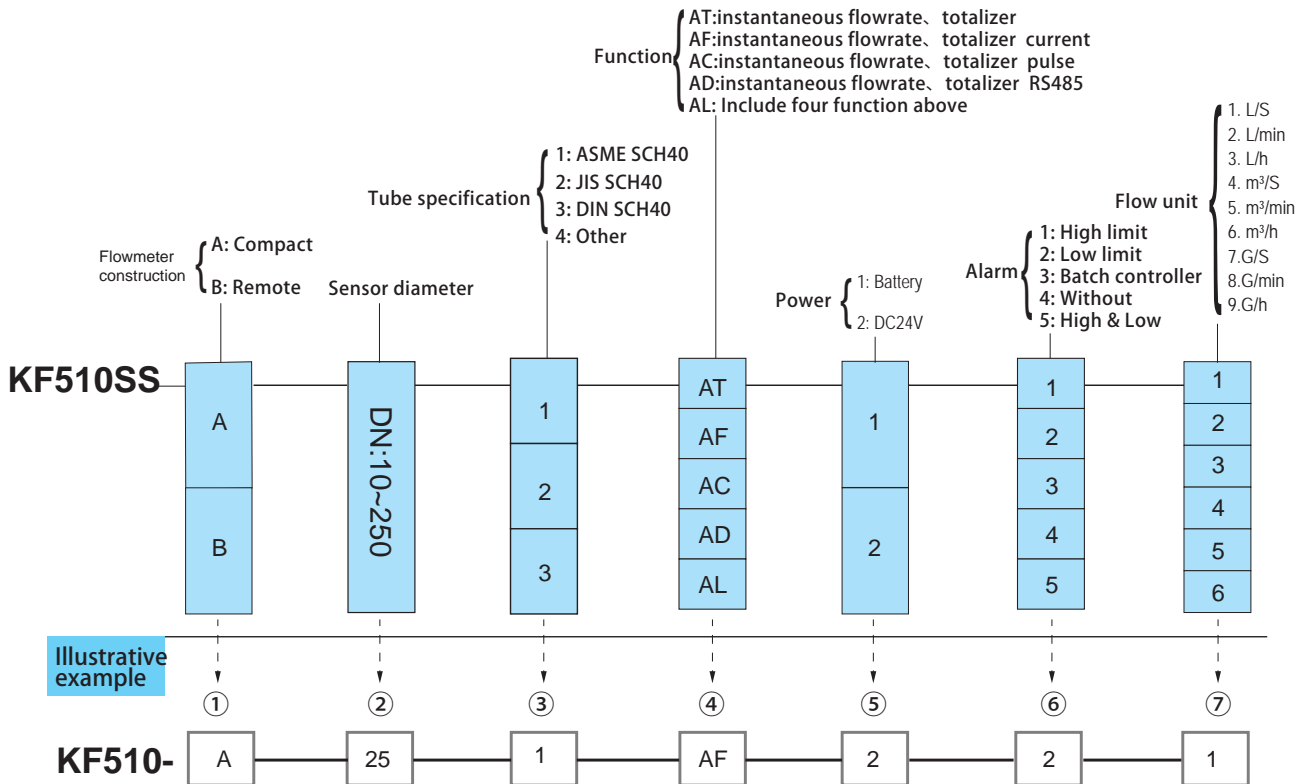 AT:instantaneous flowrate、totalizer
AF:instantaneous flowrate、totalizer current
Function
AC:instantaneous flowrate、totalizer pulse
AD:instantaneous flowrate、totalizer RS485
AL: Include four function above
1. L/S
2. L/min
3. L/h
4. m³/S
Flow unit
5. m³/min
6. m³/h
7.G/S
8.G/min
9.G/h
1: ASME SCH40
Tube specification
2: JIS SCH40
3: DIN SCH40
4: Other
Flowmeter
construction
A: Compact
B: Remote
Sensor diameter
Power
1: Battery
2: DC24V
Alarm
1: High limit
2: Low limit
3: Batch controller
4: Without
5: High & Low
KF510SS
A
B
DN:10~250
1
2
3
AT
AF
AC
AD
AL
1
2
1
2
3
4
5
1
2
3
4
5
6
Illustrative
example
① ② ③ ④ ⑤ ⑥ ⑦
KF510- A 25 1 AF 2 2 1